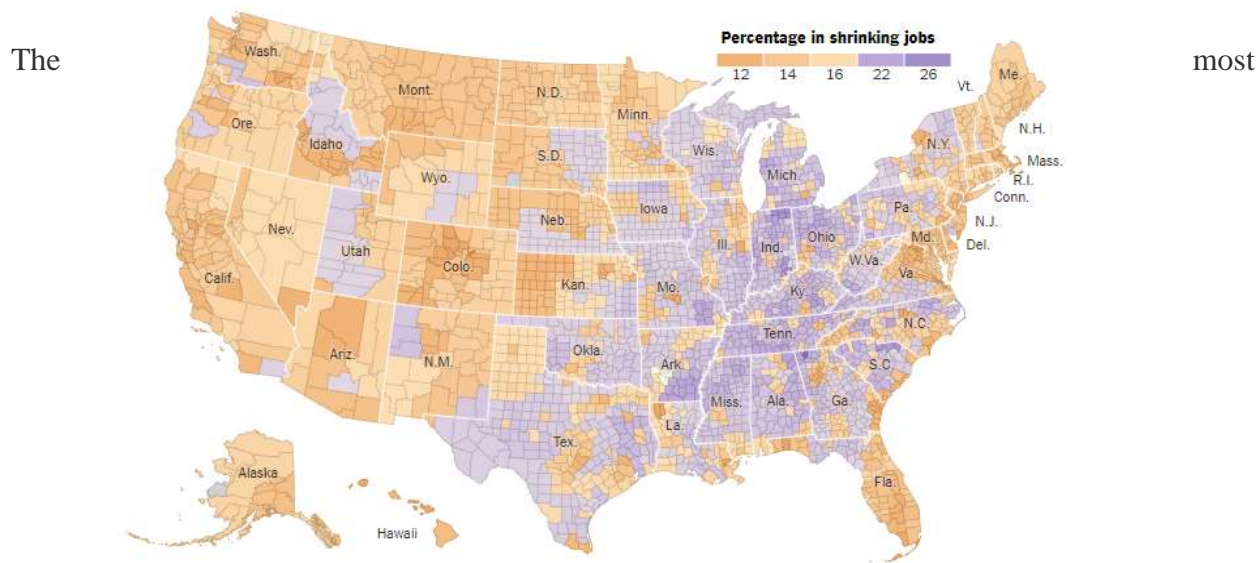 Percentage in shrinking jobs
12 14 16 22 26
The most
Wash.
Mont.
N.D.
Minn.
Vt.
Me.
Ore.
Idaho
S.D.
Wis.
Mich.
N.Y.
N.H.
Mass.
R.I.
Conn.
Wyo.
Neb.
Iowa
Pa.
N.J.
Nev.
Utah
Colo.
Kan.
Mo.
Ill.
Ind.
Ohio
W.Va.
Md.
Del.
Va.
Calif.
Ky.
Ariz.
N.M.
Okla.
Ark.
Tenn.
N.C.
S.C.
Tex.
La.
Miss.
Ala.
Ga.
Alaska
Hawaii
Fla.